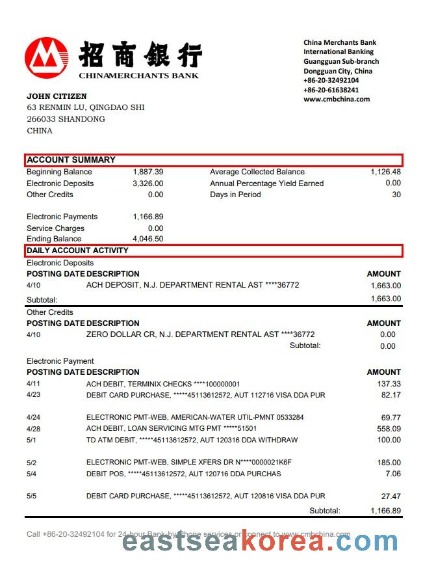 招商銀行
CHINAMERCHANTS BANK
China Merchants Bank
International Banking
Guangguan Sub-branch
Dongguan City, China
+86-20-32492104
+86-20-61638241
www.cmbchina.com
JOHN CITIZEN
63 RENMIN LU, QINGDAO SHI
266033 SHANDONG
CHINA
ACCOUNT SUMMARY
Beginning Balance 1,887.39 Average Collected Balance 1,126.48
Electronic Deposits 3,326.00 Annual Percentage Yield Earned 0.00
Other Credits 0.00 Days in Period 30
Electronic Payments 1,166.89
Service Charges 0.00
Ending Balance 4,046.50
DAILY ACCOUNT ACTIVITY
Electronic Deposits
POSTING DATE DESCRIPTION AMOUNT
4/10 ACH DEPOSIT, N.J. DEPARTMENT RENTAL AST ****36772 1,663.00
Subtotal: 1,663.00
Other Credits
POSTING DATE DESCRIPTION AMOUNT
4/10 ZERO DOLLAR CR, N.J. DEPARTMENT RENTAL AST ****36772 0.00
Subtotal: 0.00
Electronic Payment
POSTING DATE DESCRIPTION AMOUNT
4/11 ACH DEBIT, TERMINIX CHECKS ****100000001 137.33
4/23 DEBIT CARD PURCHASE, *****45113612572, AUT 112716 VISA DDA PUR 82.17
4/24 ELECTRONIC PMT-WEB, AMERICAN-WATER UTIL-PMNT 0533284 69.77
4/28 ACH DEBIT, LOAN SERVICING MTG PMT *****51501 558.09
5/1 TD ATM DEBIT, *****45113612572, AUT 120316 DDA WITHDRAW 100.00
5/2 ELECTRONIC PMT-WEB, SIMPLE XFERS DR N****0000021K6F 185.00
5/4 DEBIT POS, *****45113612572, AUT 120716 DDA PURCHAS 7.06
5/5 DEBIT CARD PURCHASE, *****45113612572, AUT 120816 VISA DDA PUR 27.47
Subtotal: 1,166.89
Call +86-20-32492104 for 24-hour Bank-by-Phone services or connect to www.cmbchina.com
eastseakorea.com